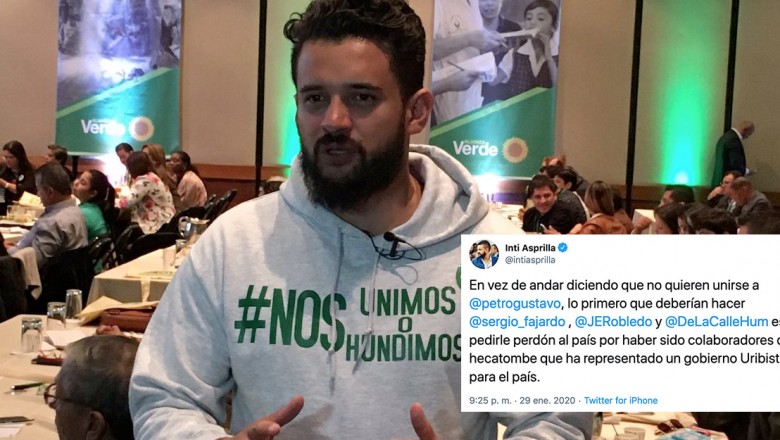 ALIANZA
Verde
ALIANZA
Verde
#NOS
UNIMOS
O
HUNDIMOS
Inti Asprilla
@intiasprilla
En vez de andar diciendo que no quieren unirse a
@petrogustavo, lo primero que deberían hacer
@sergio_fajardo , @JERobledo y @DeLaCalleHum es
pedirle perdón al país por haber sido colaboradores
hecatombe que ha representado un gobierno Uribist
para el país.
9:25 p. m. · 29 ene. 2020 · Twitter for iPhone